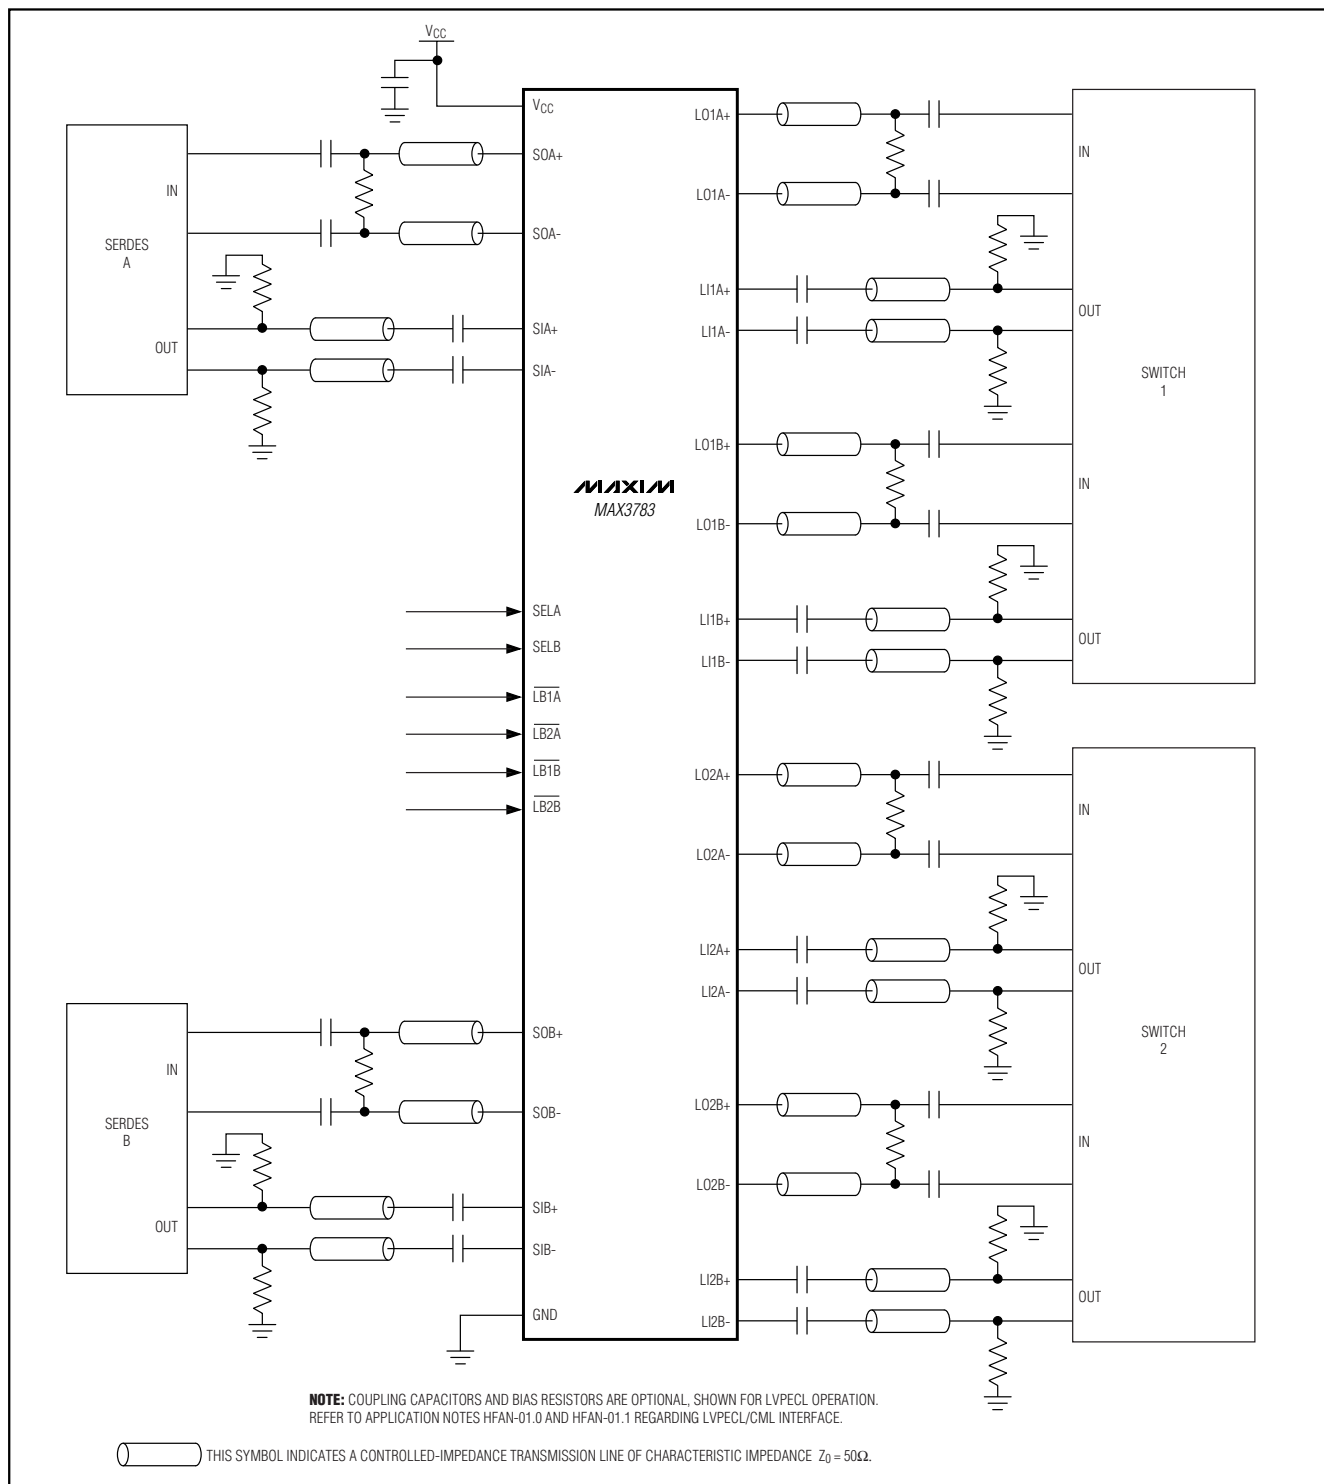 VCC
VCC
SOA+
SOA-
SIA+
SIA-
SERDES
A
IN
OUT
MAXIM
MAX3783
SELA
SELB
LB1A
LB2A
LB1B
LB2B
SERDES
B
IN
OUT
SOB+
SOB-
SIB+
SIB-
GND
LO1A+
LO1A-
LI1A+
LI1A-
LO1B+
LO1B-
LI1B+
LI1B-
LO2A+
LO2A-
LI2A+
LI2A-
LO2B+
LO2B-
LI2B+
LI2B-
IN
OUT
SWITCH
1
IN
OUT
IN
OUT
SWITCH
2
IN
OUT
NOTE: COUPLING CAPACITORS AND BIAS RESISTORS ARE OPTIONAL, SHOWN FOR LVPECL OPERATION.
REFER TO APPLICATION NOTES HFAN-01.0 AND HFAN-01.1 REGARDING LVPECL/CML INTERFACE.
THIS SYMBOL INDICATES A CONTROLLED-IMPEDANCE TRANSMISSION LINE OF CHARACTERISTIC IMPEDANCE Z0 = 50Ω.